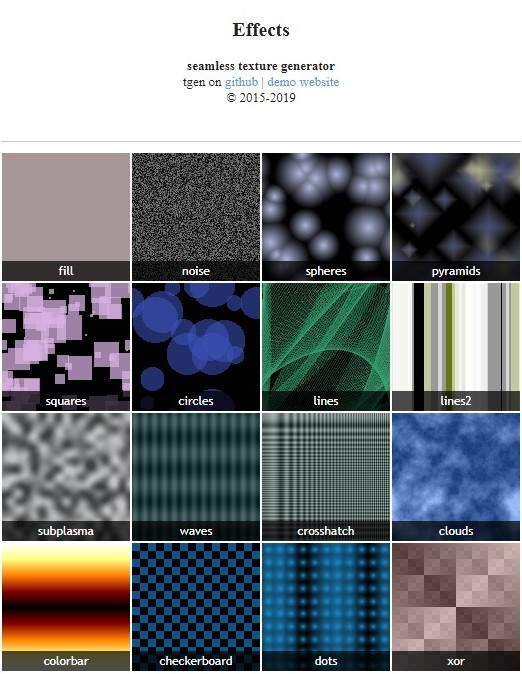 Effects
seamless texture generator
tgen on github | demo website
© 2015-2019
fill
noise
spheres
pyramids
squares
circles
lines
lines2
subplasma
waves
crosshatch
clouds
colorbar
checkerboard
dots
xor